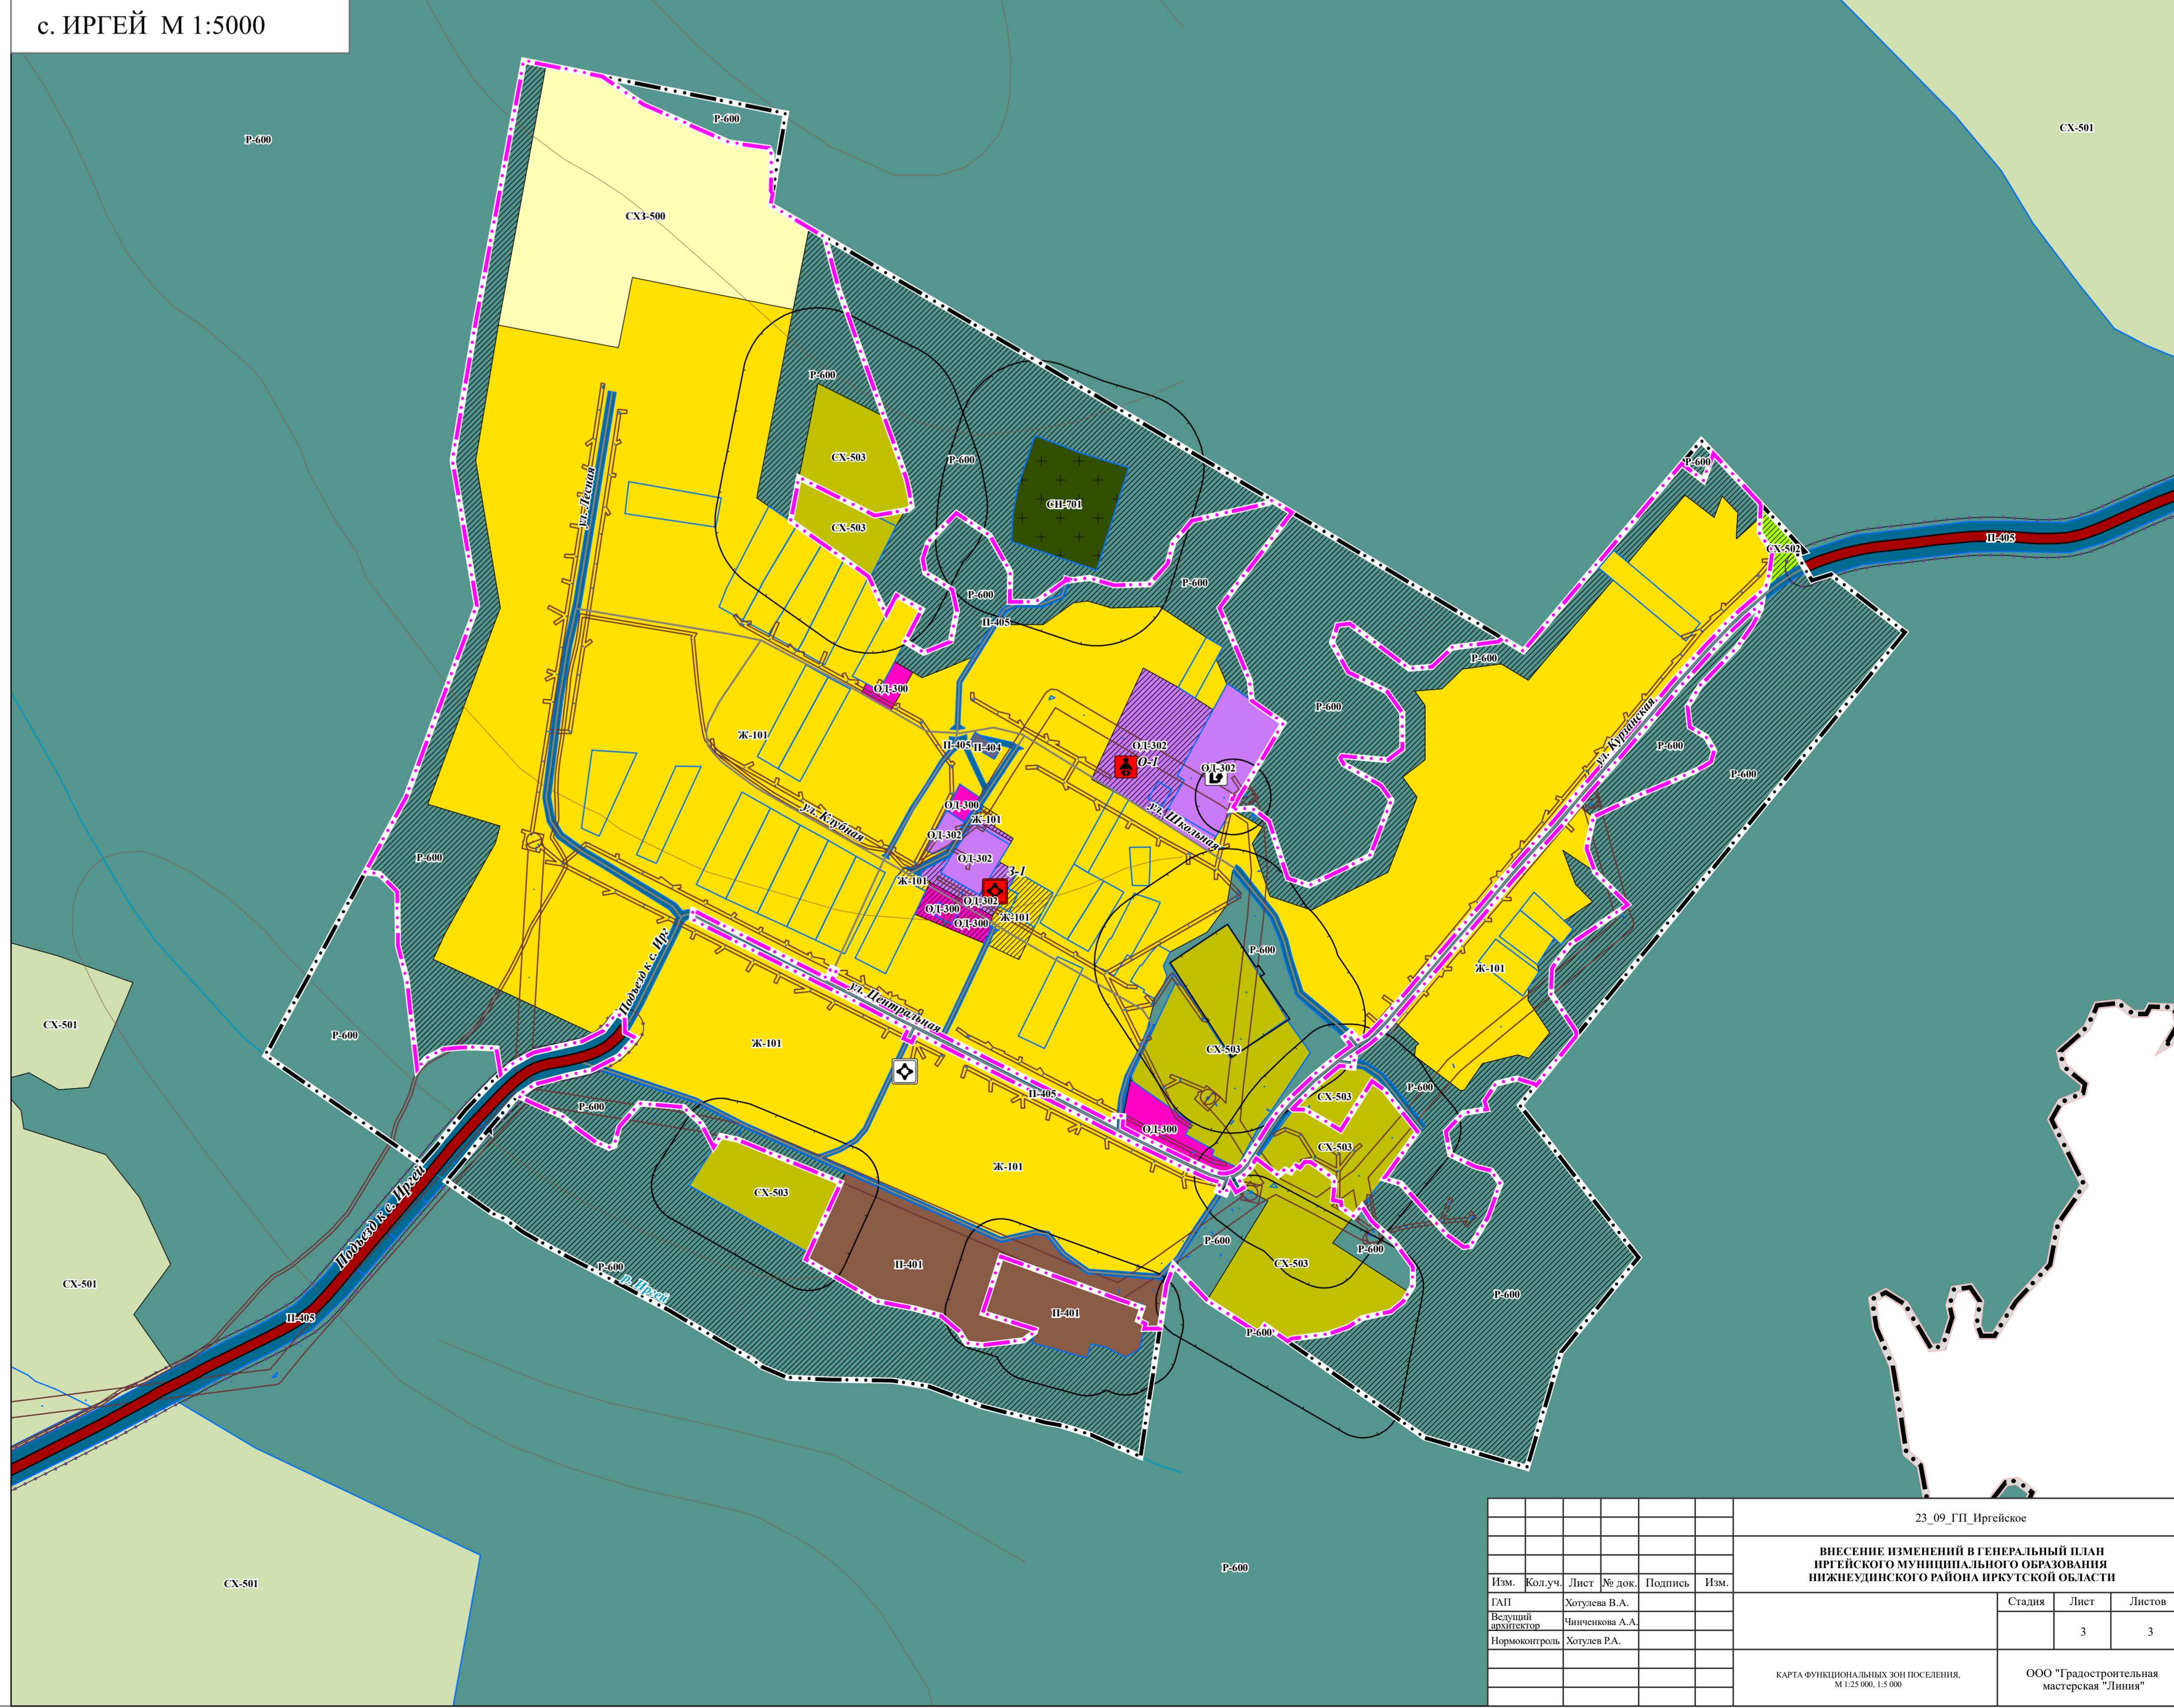 с. ИРГЕЙ М 1:5000
Р-600
Р-600
СХ-501
СХЗ-500
Р-600
СХ-503
Р-600
Р-600
СН-701
СХ-503
СХ-502
П-405
ул. Лесная
Р-600
Р-600
П-405
Р-600
ОД-300
Р-600
ул. Курзанская
Ж-101
П-405
П-404
ОД-302
О-1
ОД-302
Р-600
Р-600
ОД-300
ул. Клубная
Ж-101
ул. Школьная
ОД-302
ОД-302
Р-600
З-1
Ж-101
ОД-302
ОД-300
Ж-101
ОД-300
Р-600
Ж-101
Подъезд к с. Ирг
ул. Центральная
СХ-501
Р-600
Ж-101
СХ-503
Р-600
П-405
СХ-503
Р-600
ОД-300
СХ-503
Ж-101
СХ-503
Подъезд к с. Иргей
Р-600
Р-600
СХ-503
П-401
Р-600
р. Иргей
СХ-501
Р-600
П-405
П-401
Р-600
Р-600
СХ-501
23_09_ГП_Иргейское
ВНЕСЕНИЕ ИЗМЕНЕНИЙ В ГЕНЕРАЛЬНЫЙ ПЛАН
ИРГЕЙСКОГО МУНИЦИПАЛЬНОГО ОБРАЗОВАНИЯ
НИЖНЕУДИНСКОГО РАЙОНА ИРКУТСКОЙ ОБЛАСТИ
Изм. Кол.уч. Лист № док. Подпись Изм.
ГАП Хотулева В.А.
Стадия Лист Листов
Ведущий
архитектор Чинченкова А.А.
3 3
Нормоконтроль Хотулев Р.А.
КАРТА ФУНКЦИОНАЛЬНЫХ ЗОН ПОСЕЛЕНИЯ,
М 1:25 000, 1:5 000
ООО "Градостроительная
мастерская "Линия"